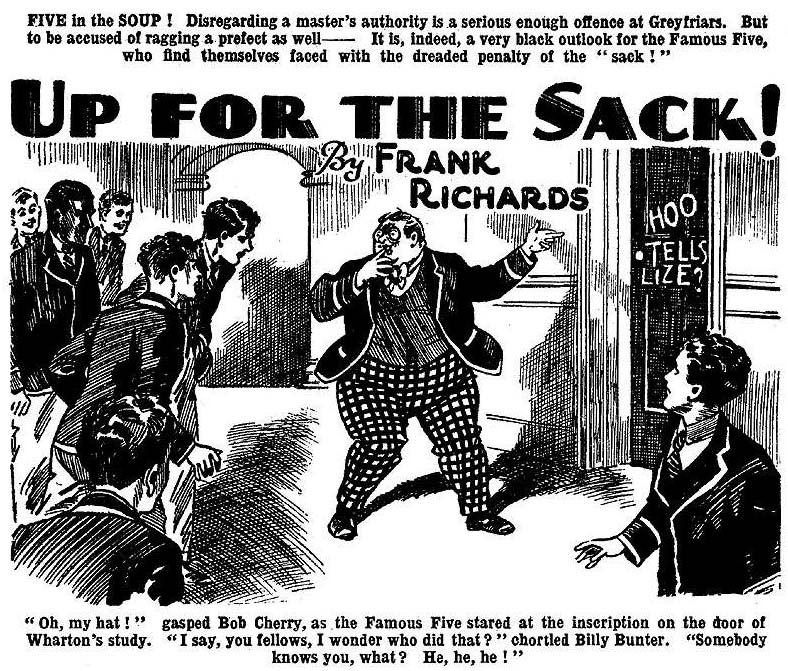 FIVE in the SOUP! Disregarding a master's authority is a serious enough offence at Greyfriars. But
to be accused of ragging a prefect as well—— It is, indeed, a very black outlook for the Famous Five,
who find themselves faced with the dreaded penalty of the "sack!"
UP FOR THE SACK!
By FRANK
RICHARDS
HOO
TELLS
LIZE?
"Oh, my hat!" gasped Bob Cherry, as the Famous Five stared at the inscription on the door of
Wharton's study. "I say, you fellows, I wonder who did that?" chortled Billy Bunter. "Somebody
knows you, what? He, he, he!"